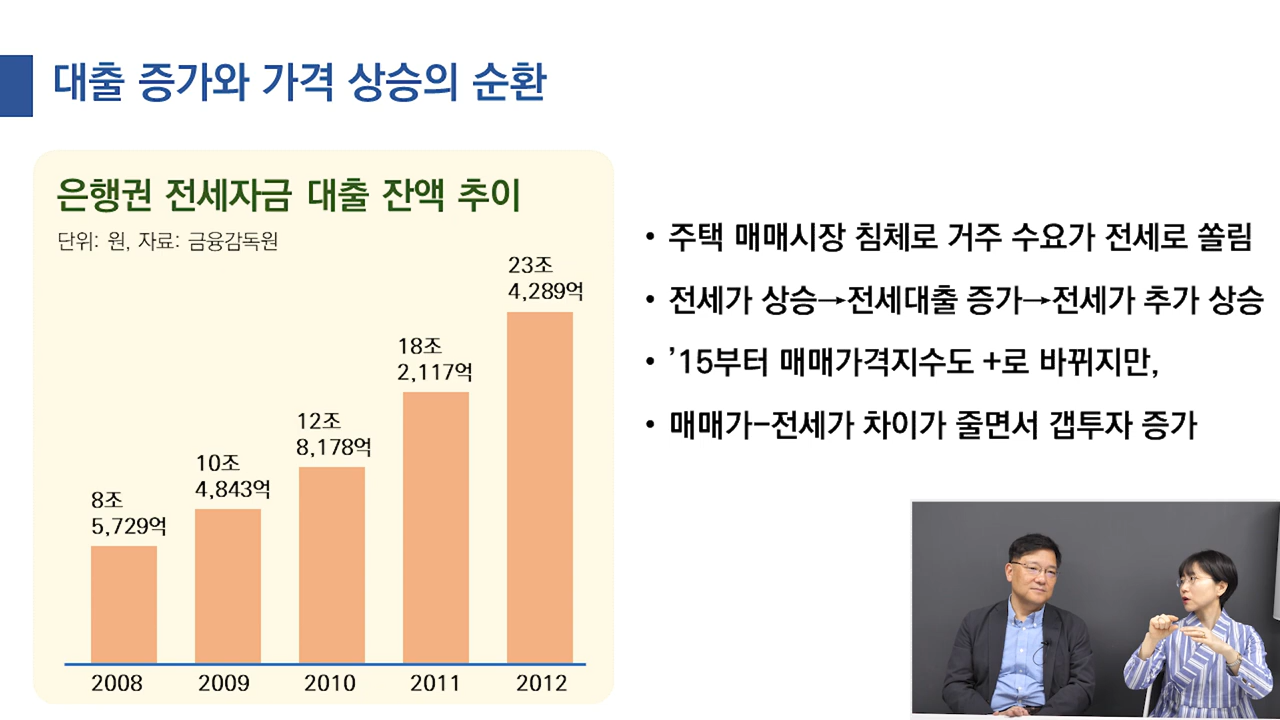 대출 증가와 가격 상승의 순환
은행권 전세자금 대출 잔액 추이
단위: 원, 자료: 금융감독원
8조
5,729억
10조
4,843억
12조
8,178억
18조
2,117억
23조
4,289억
2008
2009
2010
2011
2012
• 주택 매매시장 침체로 거주 수요가 전세로 쏠림
• 전세가 상승→전세대출 증가→전세가 추가 상승
• ’15부터 매매가격지수도 +로 바뀌지만,
• 매매가-전세가 차이가 줄면서 갭투자 증가